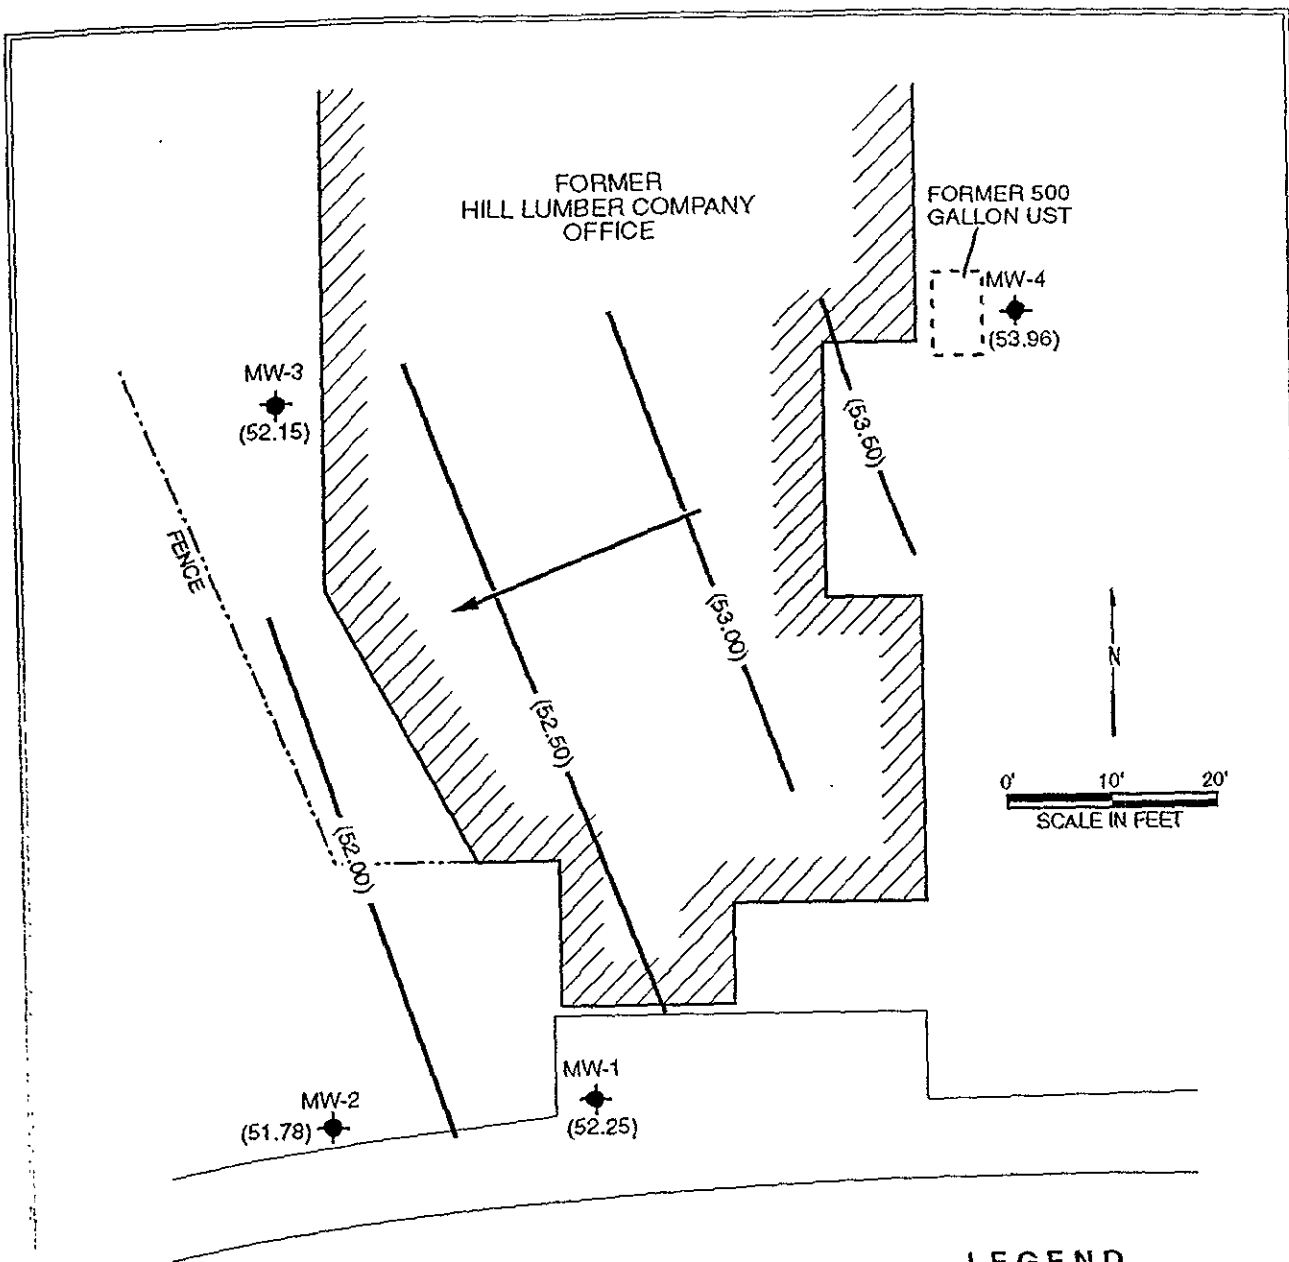 FORMER
HILL LUMBER COMPANY
OFFICE
FORMER 500
GALLON UST
MW-4
(53.96)
MW-3
(52.15)
(53.50)
FENCE
(53.00)
N
(52.50)
0' 10' 20'
SCALE IN FEET
(52.00)
MW-1
(52.25)
MW-2
(51.78)
LEGEND